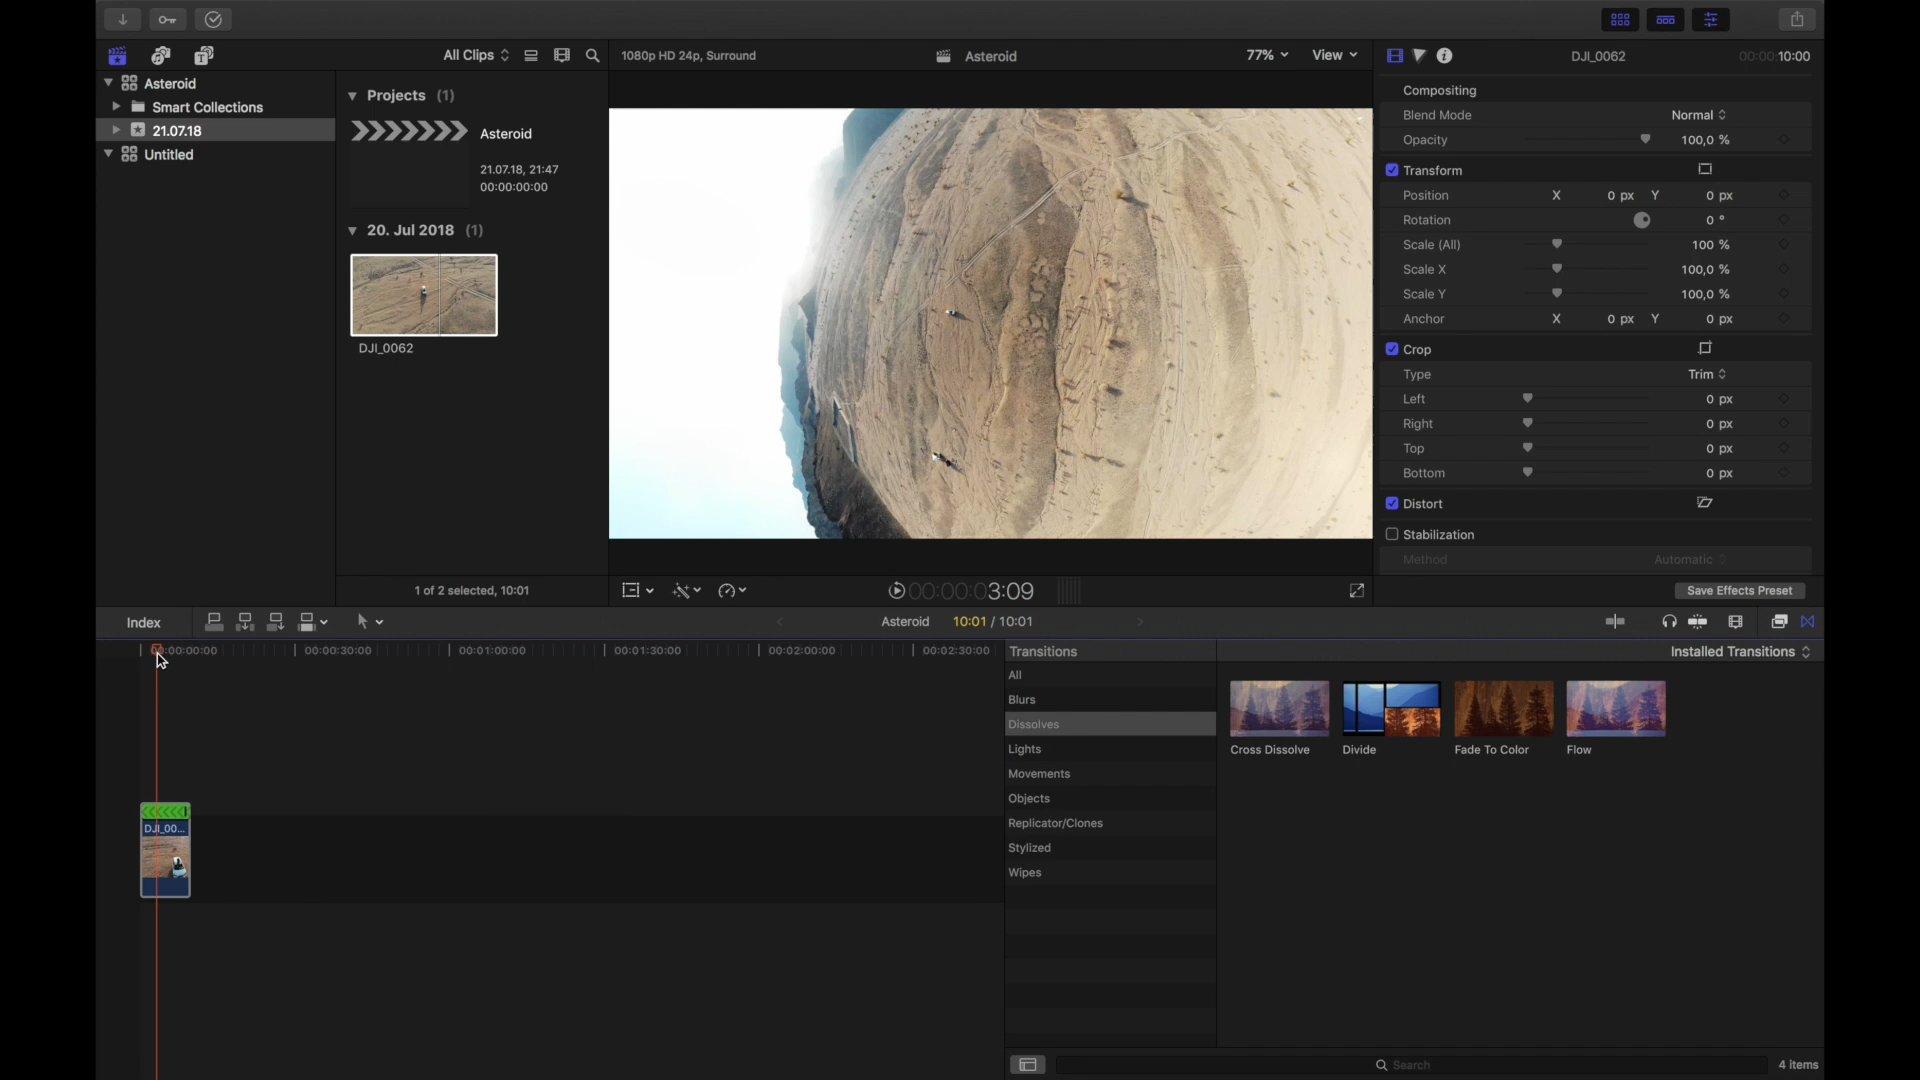 All Clips
1080p HD 24p, Surround
Asteroid
77%
View
DJI_0062
00:00:10:00
Asteroid
Smart Collections
21.07.18
Untitled
Projects (1)
Asteroid
21.07.18, 21:47
00:00:00:00
20. Jul 2018 (1)
DJI_0062
1 of 2 selected, 10:01
00:00:03:09
Compositing
Blend Mode Normal
Opacity 100,0 %
Transform
Position X 0 px Y 0 px
Rotation 0 °
Scale (All) 100 %
Scale X 100,0 %
Scale Y 100,0 %
Anchor X 0 px Y 0 px
Crop
Type Trim
Left 0 px
Right 0 px
Top 0 px
Bottom 0 px
Distort
Stabilization
Method Automatic
Save Effects Preset
Index
Asteroid 10:01 / 10:01
00:00:00:00 00:00:30:00 00:01:00:00 00:01:30:00 00:02:00:00 00:02:30:00
DJI_00...
Transitions
Installed Transitions
All
Blurs
Dissolves
Lights
Movements
Objects
Replicator/Clones
Stylized
Wipes
Cross Dissolve
Divide
Fade To Color
Flow
Search
4 items